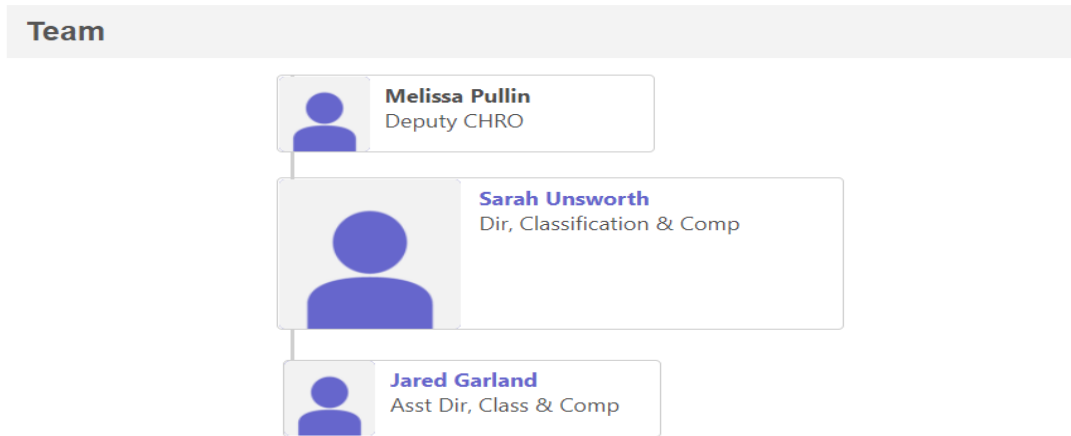 Team
Melissa Pullin
Deputy CHRO
Sarah Unsworth
Dir, Classification & Comp
Jared Garland
Asst Dir, Class & Comp